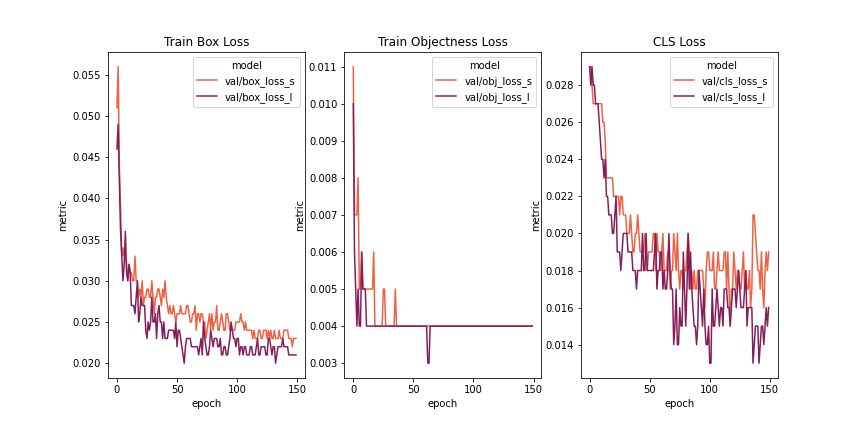 Train Box Loss
model
val/box_loss_s
val/box_loss_l
0.055
0.050
0.045
0.040
0.035
0.030
0.025
0.020
metric
0
50
100
150
epoch
Train Objectness Loss
model
val/obj_loss_s
val/obj_loss_l
0.011
0.010
0.009
0.008
0.007
0.006
0.005
0.004
0.003
metric
0
50
100
150
epoch
CLS Loss
model
val/cls_loss_s
val/cls_loss_l
0.028
0.026
0.024
0.022
0.020
0.018
0.016
0.014
metric
0
50
100
150
epoch